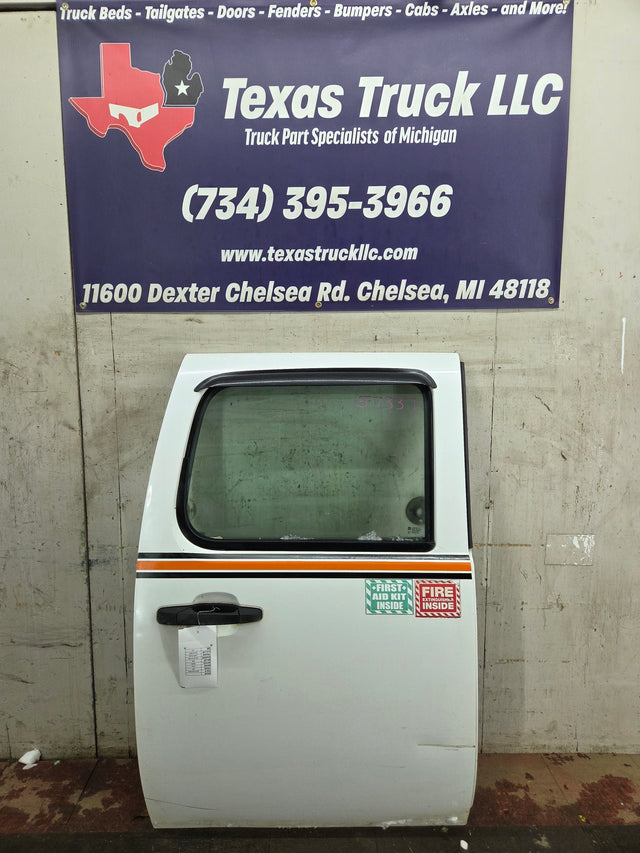 Truck Beds - Tailgates - Doors - Fenders - Bumpers - Cabs - Axles - and More!
Texas Truck LLC
Truck Part Specialists of Michigan
(734) 395-3966
www.texastruckllc.com
11600 Dexter Chelsea Rd. Chelsea, MI 48118
FIRST
AID KIT
INSIDE
FIRE
EXTINGUISHER
INSIDE